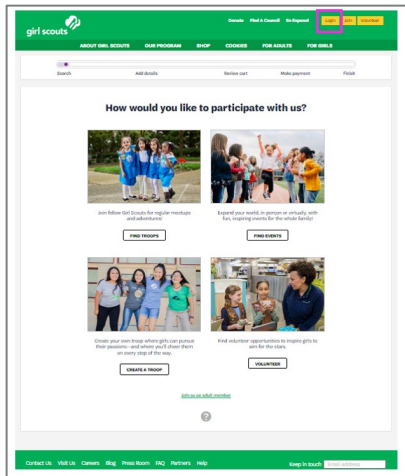 girl scouts
Donate Find A Council En Español Login Join Volunteer
ABOUT GIRL SCOUTS OUR PROGRAM SHOP COOKIES FOR ADULTS FOR GIRLS
Search Add details Review cart Make payment Finish
How would you like to participate with us?
Join fellow Girl Scouts for regular meetups
and adventures!
FIND TROOPS
Expand your world, in person or virtually, with
fun, inspiring events for the whole family!
FIND EVENTS
Create your own troop where girls can pursue
their passions—and where you'll cheer them
on every step of the way.
CREATE A TROOP
Find volunteer opportunities to inspire girls to
aim for the stars.
VOLUNTEER
Join as an adult member
?
Contact Us Visit Us Careers Blog Press Room FAQ Partners Help Keep in touch Email address